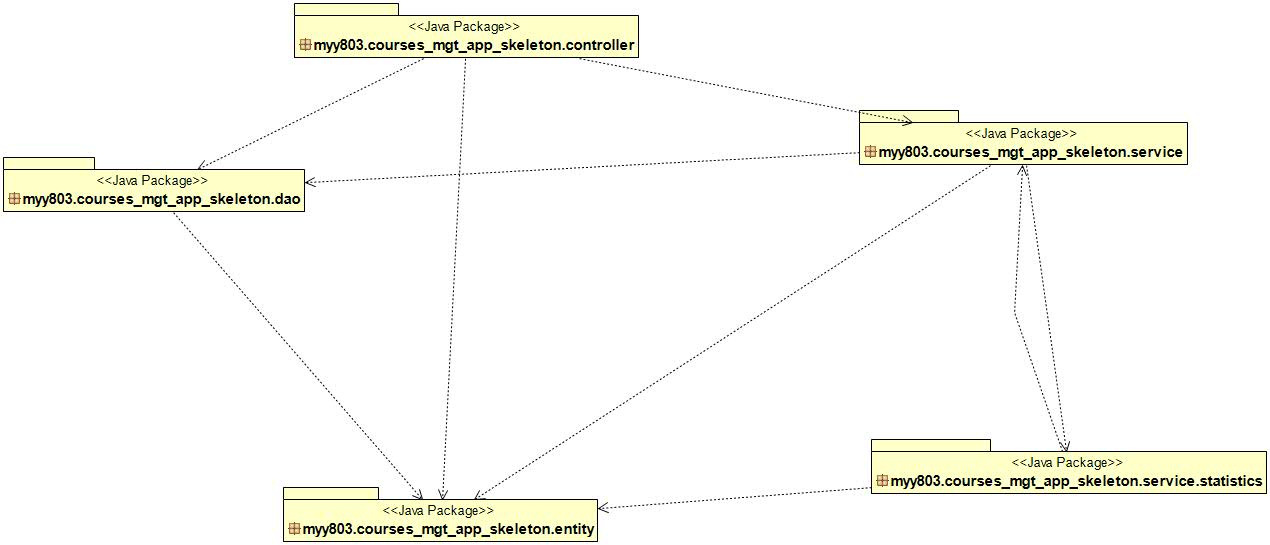 <<Java Package>>
myy803.courses_mgt_app_skeleton.controller
<<Java Package>>
myy803.courses_mgt_app_skeleton.service
<<Java Package>>
myy803.courses_mgt_app_skeleton.dao
<<Java Package>>
myy803.courses_mgt_app_skeleton.service.statistics
<<Java Package>>
myy803.courses_mgt_app_skeleton.entity